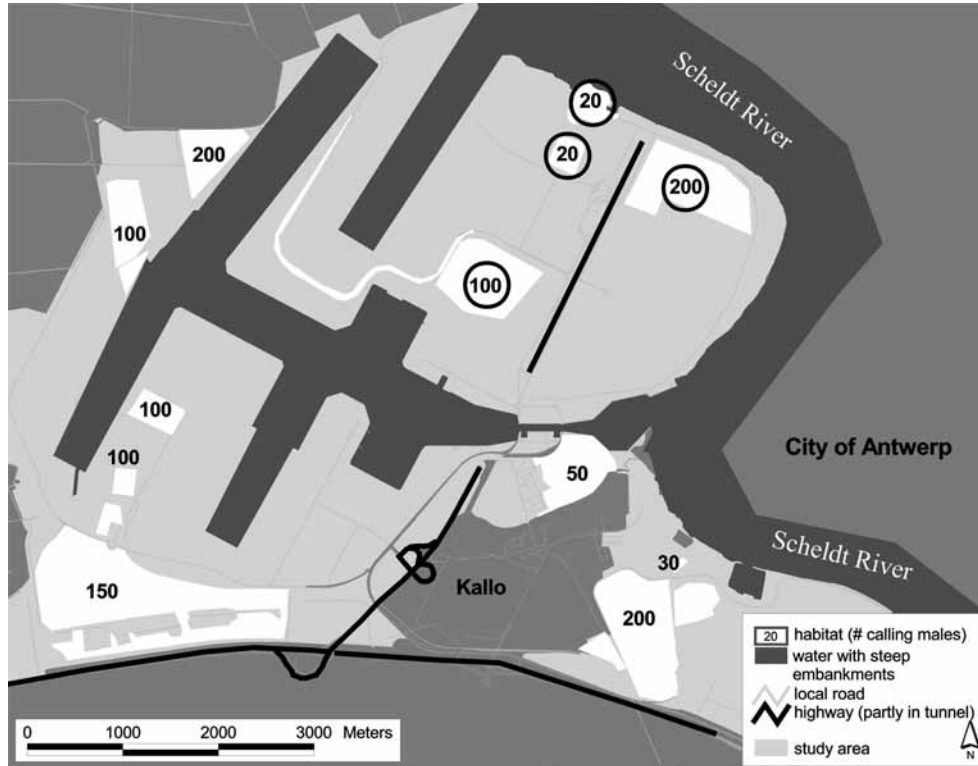 Scheldt River
20
20
200
200
100
100
100
100
50
City of Antwerp
Scheldt River
30
Kallo
150
200
20 habitat (# calling males)
water with steep
embankments
local road
highway (partly in tunnel)
study area
N
0 1000 2000 3000 Meters